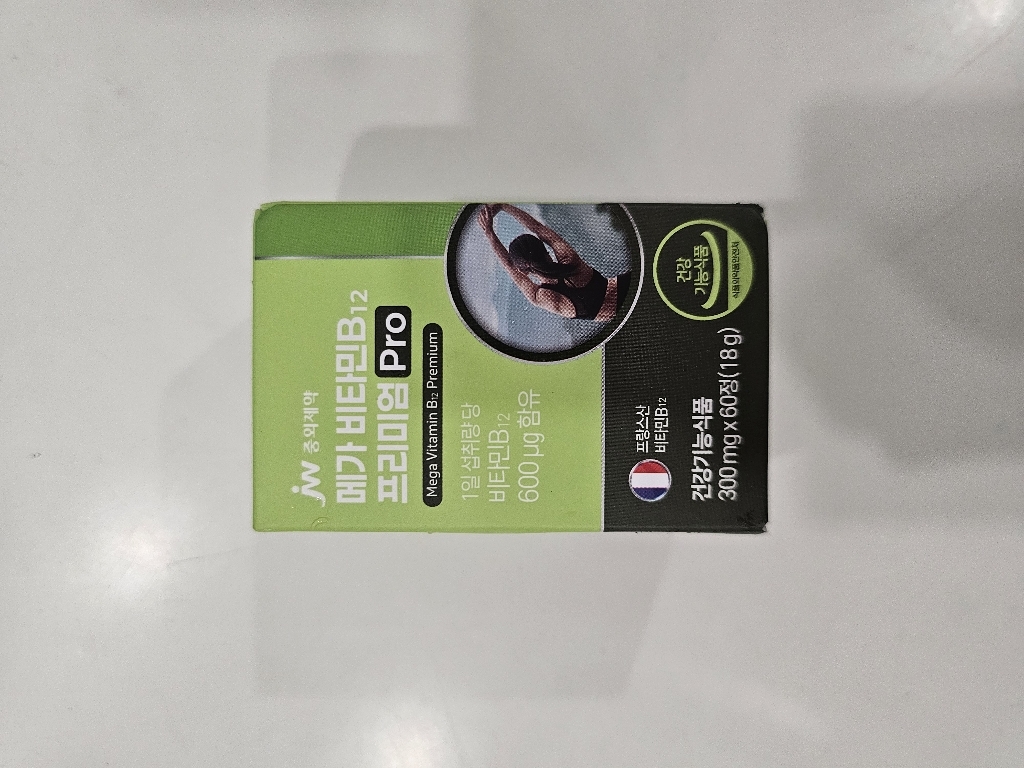 JW 중외제약
메가 비타민B12
프리미엄 Pro
Mega Vitamin B12 Premium
1일 섭취량 당
비타민B12
600 µg 함유
프랑스산
비타민B12
건강기능식품
300 mg x 60정(18 g)
건강
기능식품
식품의약품안전처